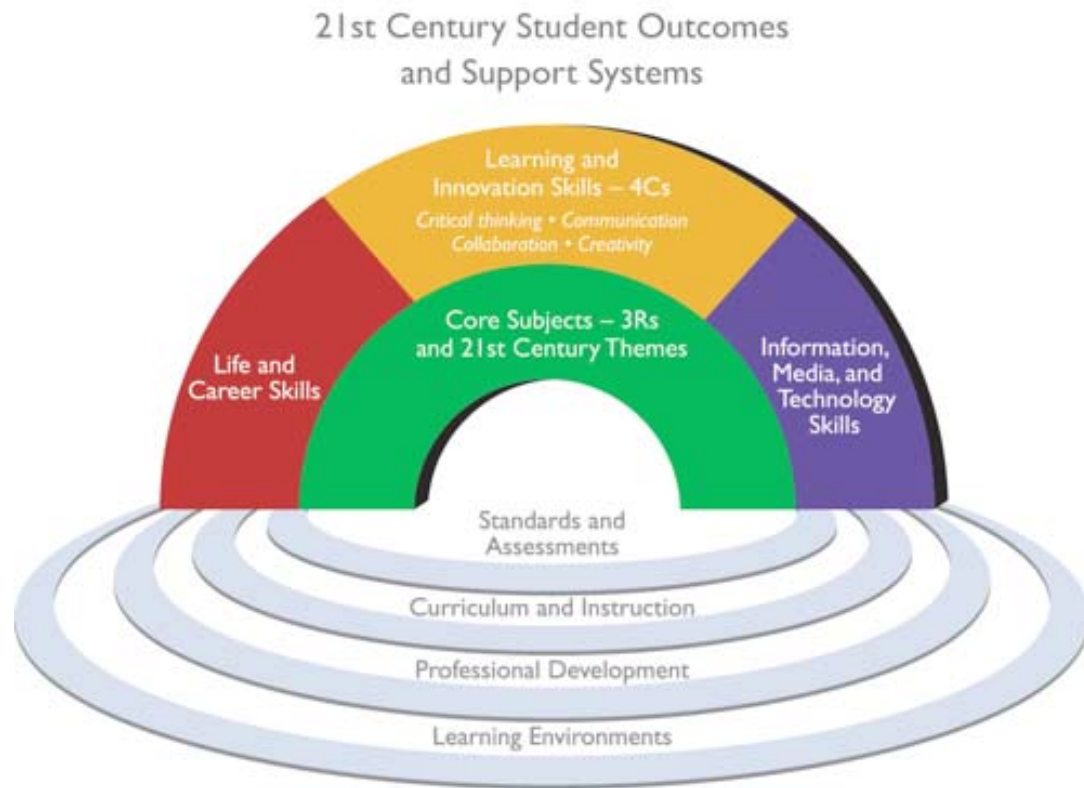 21st Century Student Outcomes
and Support Systems
Learning and
Innovation Skills – 4Cs
Critical thinking • Communication
Collaboration • Creativity
Core Subjects – 3Rs
and 21st Century Themes
Life and
Career Skills
Information,
Media, and
Technology
Skills
Standards and
Assessments
Curriculum and Instruction
Professional Development
Learning Environments